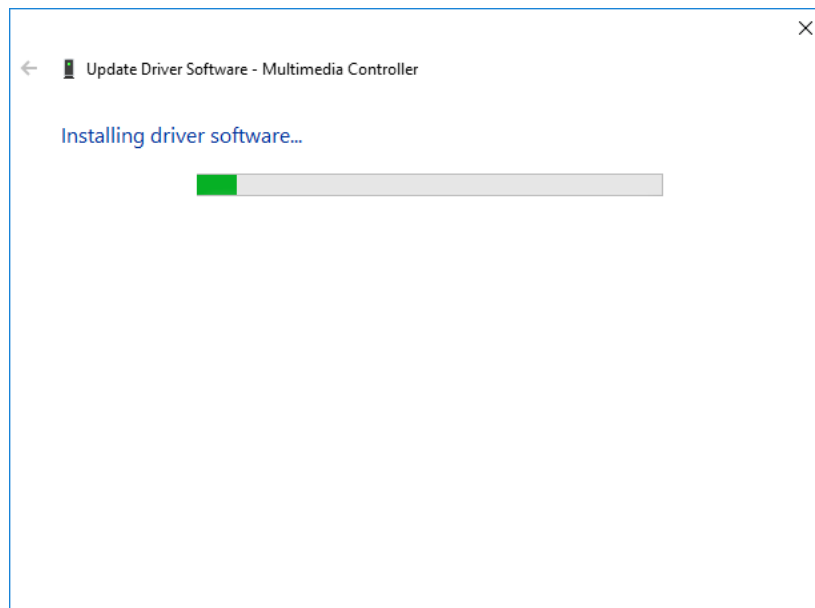 Update Driver Software - Multimedia Controller
Installing driver software...